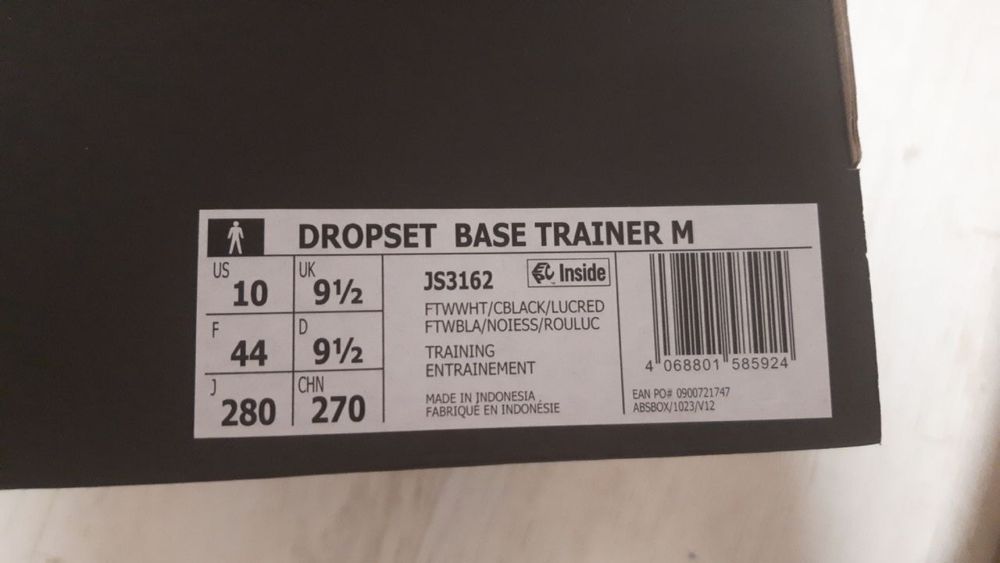 DROPSET BASE TRAINER M
US 10 UK 9½
F 44 D 9½
J 280 CHN 270
JS3162 Inside
FTWWHT/CBLACK/LUCRED
FTWBLA/NOIESS/ROULUC
TRAINING
ENTRAINEMENT
MADE IN INDONESIA
FABRIQUÉ EN INDONÉSIE
4 068801 585924
EAN PO# 0900721747
ABSBOX/1023/V12